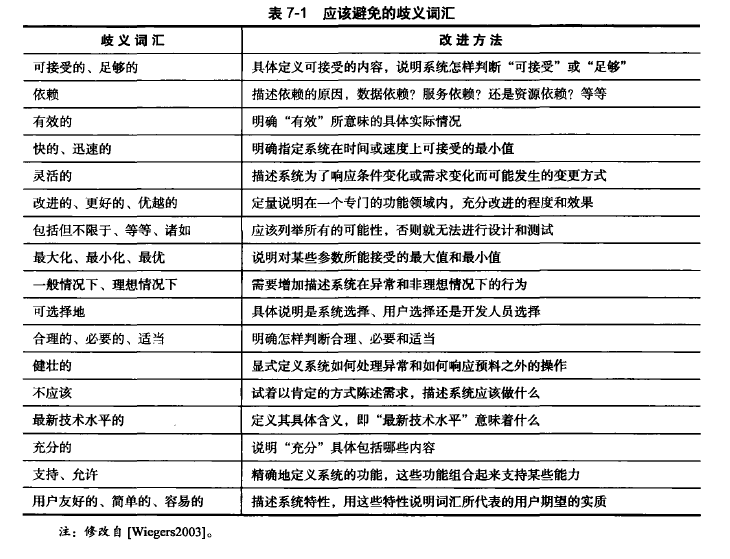 表 7-1 应该避免的歧义词汇
歧义词汇 改进方法
可接受的、足够的 具体定义可接受的内容，说明系统怎样判断“可接受”或“足够”
依赖 描述依赖的原因，数据依赖？服务依赖？还是资源依赖？等等
有效的 明确“有效”所意味的具体实际情况
快的、迅速的 明确指定系统在时间或速度上可接受的最小值
灵活的 描述系统为了响应条件变化或需求变化而可能发生的变更方式
改进的、更好的、优越的 定量说明在一个专门的功能领域内，充分改进的程度和效果
包括但不限于、等等、诸如 应该列举所有的可能性，否则就无法进行设计和测试
最大化、最小化、最优 说明对某些参数所能接受的最大值和最小值
一般情况下、理想情况下 需要增加描述系统在异常和非理想情况下的行为
可选择地 具体说明是系统选择、用户选择还是开发人员选择
合理的、必要的、适当 明确怎样判断合理、必要和适当
健壮的 显式定义系统如何处理异常和如何响应预料之外的操作
不应该 试着以肯定的方式陈述需求，描述系统应该做什么
最新技术水平的 定义其具体含义，即“最新技术水平”意味着什么
充分的 说明“充分”具体包括哪些内容
支持、允许 精确地定义系统的功能，这些功能组合起来支持某些能力
用户友好的、简单的、容易的 描述系统特性，用这些特性说明词汇所代表的用户期望的实质
注：修改自 [Wiegers2003]。